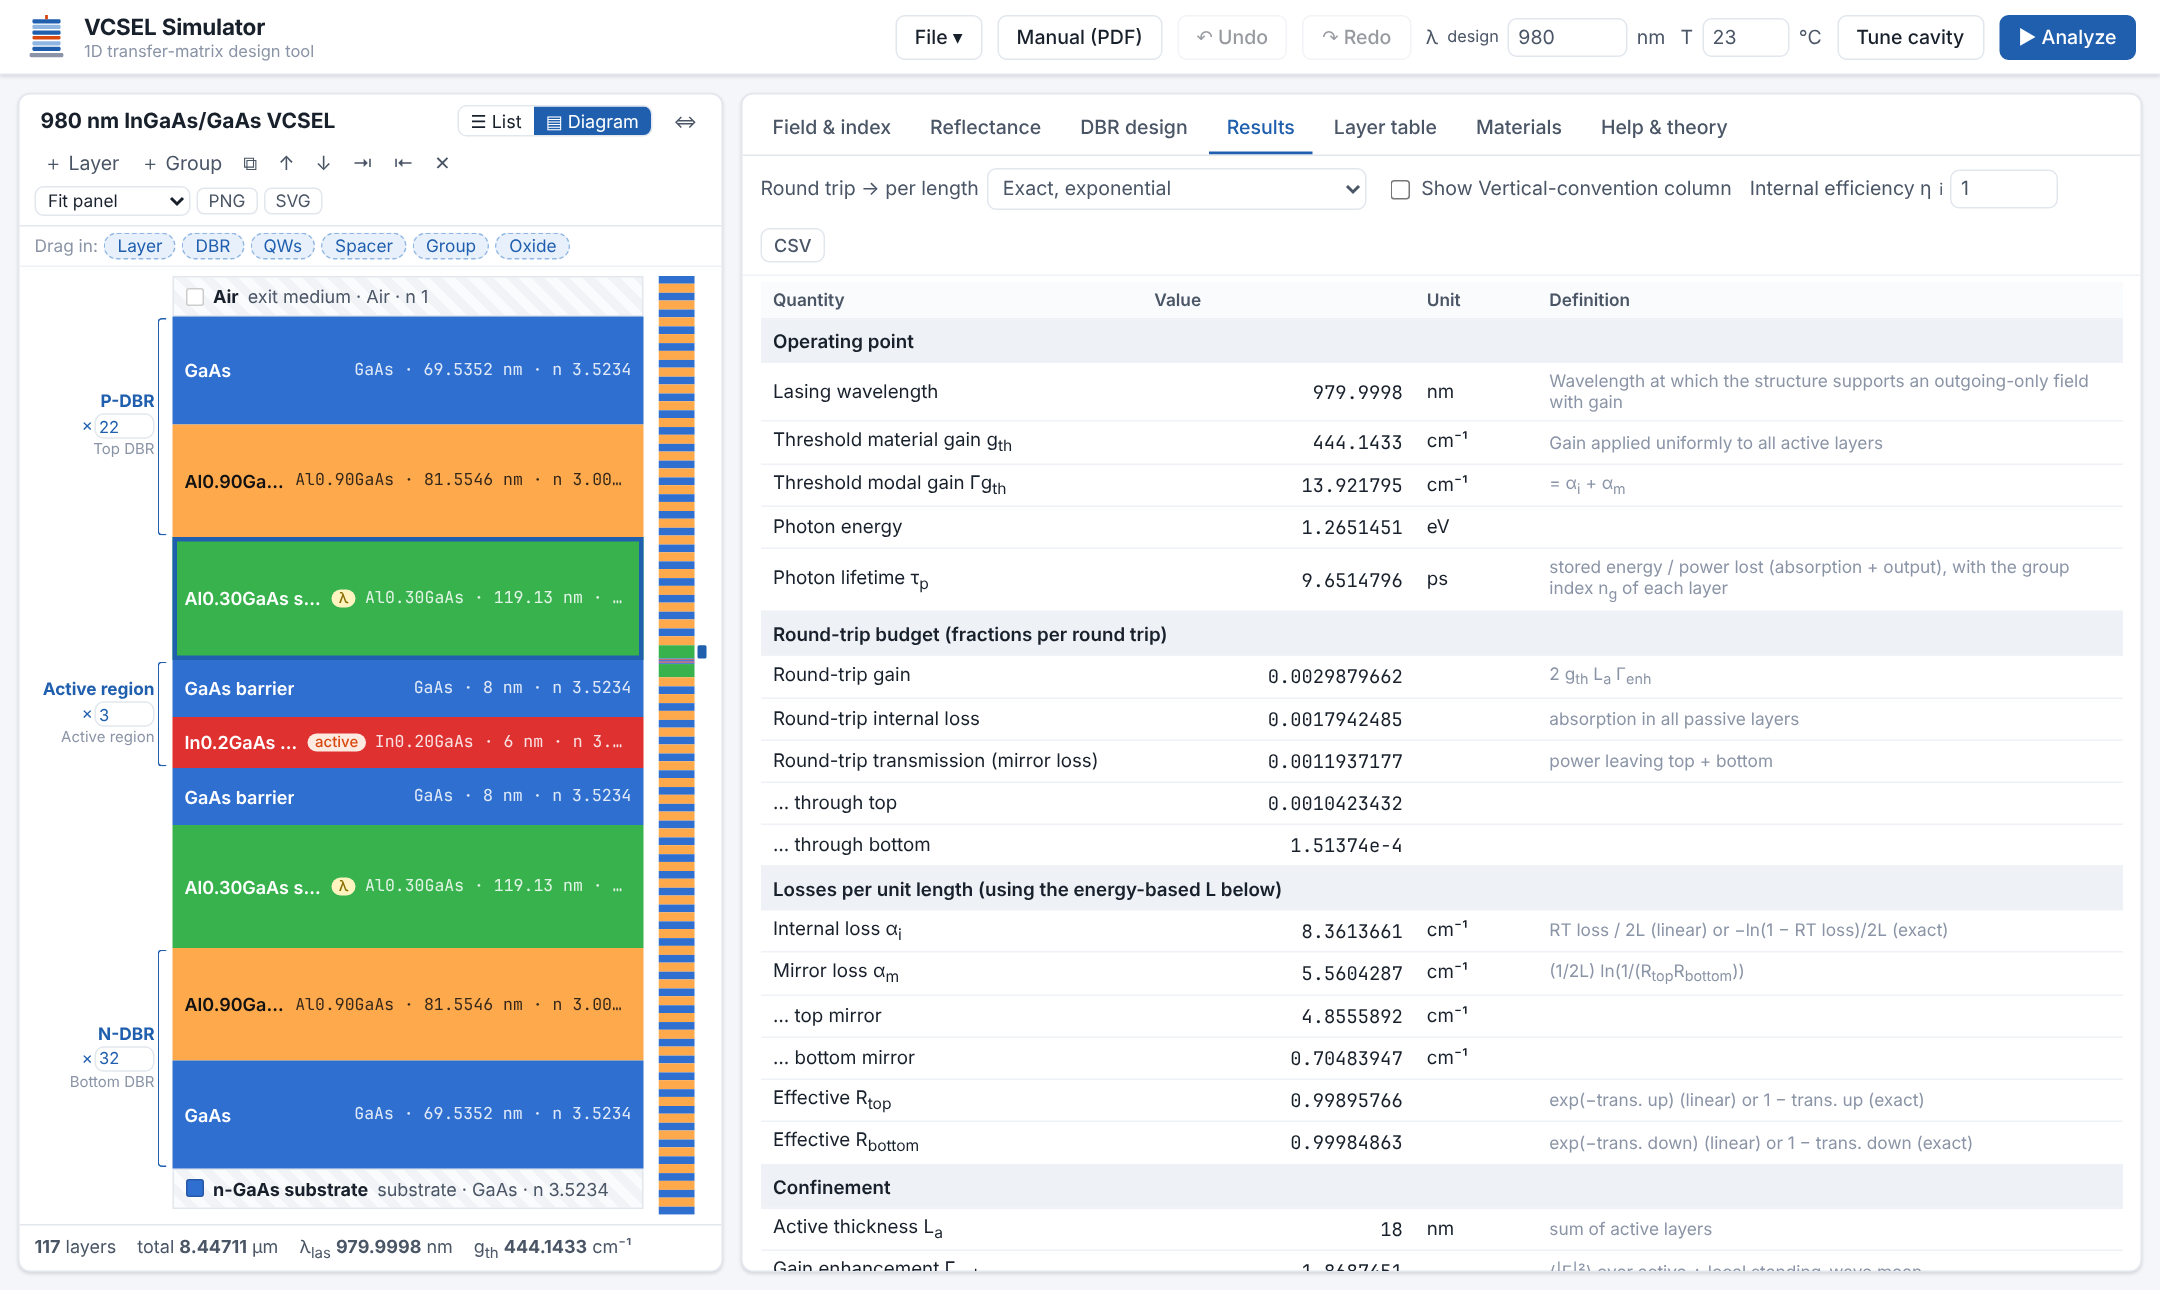 VCSEL Simulator
1D transfer-matrix design tool
File ▾
Manual (PDF)
↶ Undo
↷ Redo
λ design 980 nm
T 23 °C
Tune cavity
▶ Analyze
980 nm InGaAs/GaAs VCSEL
☰ List
▤ Diagram
⇔
+ Layer + Group ⧉ ↑ ↓ ⇥ ⇤ ✕
Fit panel
PNG
SVG
Drag in: Layer DBR QWs Spacer Group Oxide
Air exit medium · Air · n 1
GaAs GaAs · 69.5352 nm · n 3.5234
P-DBR
× 22
Top DBR
Al0.90Ga… Al0.90GaAs · 81.5546 nm · n 3.00…
Al0.30GaAs s… λ Al0.30GaAs · 119.13 nm · …
Active region
× 3
Active region
GaAs barrier GaAs · 8 nm · n 3.5234
In0.2GaAs … active In0.20GaAs · 6 nm · n 3.…
GaAs barrier GaAs · 8 nm · n 3.5234
Al0.30GaAs s… λ Al0.30GaAs · 119.13 nm · …
N-DBR
× 32
Bottom DBR
Al0.90Ga… Al0.90GaAs · 81.5546 nm · n 3.00…
GaAs GaAs · 69.5352 nm · n 3.5234
n-GaAs substrate substrate · GaAs · n 3.5234
117 layers total 8.44711 µm λlas 979.9998 nm gth 444.1433 cm⁻¹
Field & index
Reflectance
DBR design
Results
Layer table
Materials
Help & theory
Round trip → per length Exact, exponential
Show Vertical-convention column
Internal efficiency η i 1
CSV
Quantity Value Unit Definition
Operating point
Lasing wavelength 979.9998 nm Wavelength at which the structure supports an outgoing-only field
with gain
Threshold material gain gth 444.1433 cm⁻¹ Gain applied uniformly to all active layers
Threshold modal gain Γgth 13.921795 cm⁻¹ = αi + αm
Photon energy 1.2651451 eV
Photon lifetime τp 9.6514796 ps stored energy / power lost (absorption + output), with the group
index ng of each layer
Round-trip budget (fractions per round trip)
Round-trip gain 0.0029879662 2 gth La Γenh
Round-trip internal loss 0.0017942485 absorption in all passive layers
Round-trip transmission (mirror loss) 0.0011937177 power leaving top + bottom
... through top 0.0010423432
... through bottom 1.51374e-4
Losses per unit length (using the energy-based L below)
Internal loss αi 8.3613661 cm⁻¹ RT loss / 2L (linear) or −ln(1 − RT loss)/2L (exact)
Mirror loss αm 5.5604287 cm⁻¹ (1/2L) ln(1/(RtopRbottom))
... top mirror 4.8555892 cm⁻¹
... bottom mirror 0.70483947 cm⁻¹
Effective Rtop 0.99895766 exp(−trans. up) (linear) or 1 − trans. up (exact)
Effective Rbottom 0.99984863 exp(−trans. down) (linear) or 1 − trans. down (exact)
Confinement
Active thickness La 18 nm sum of active layers
Gain enhancement 1.8687451